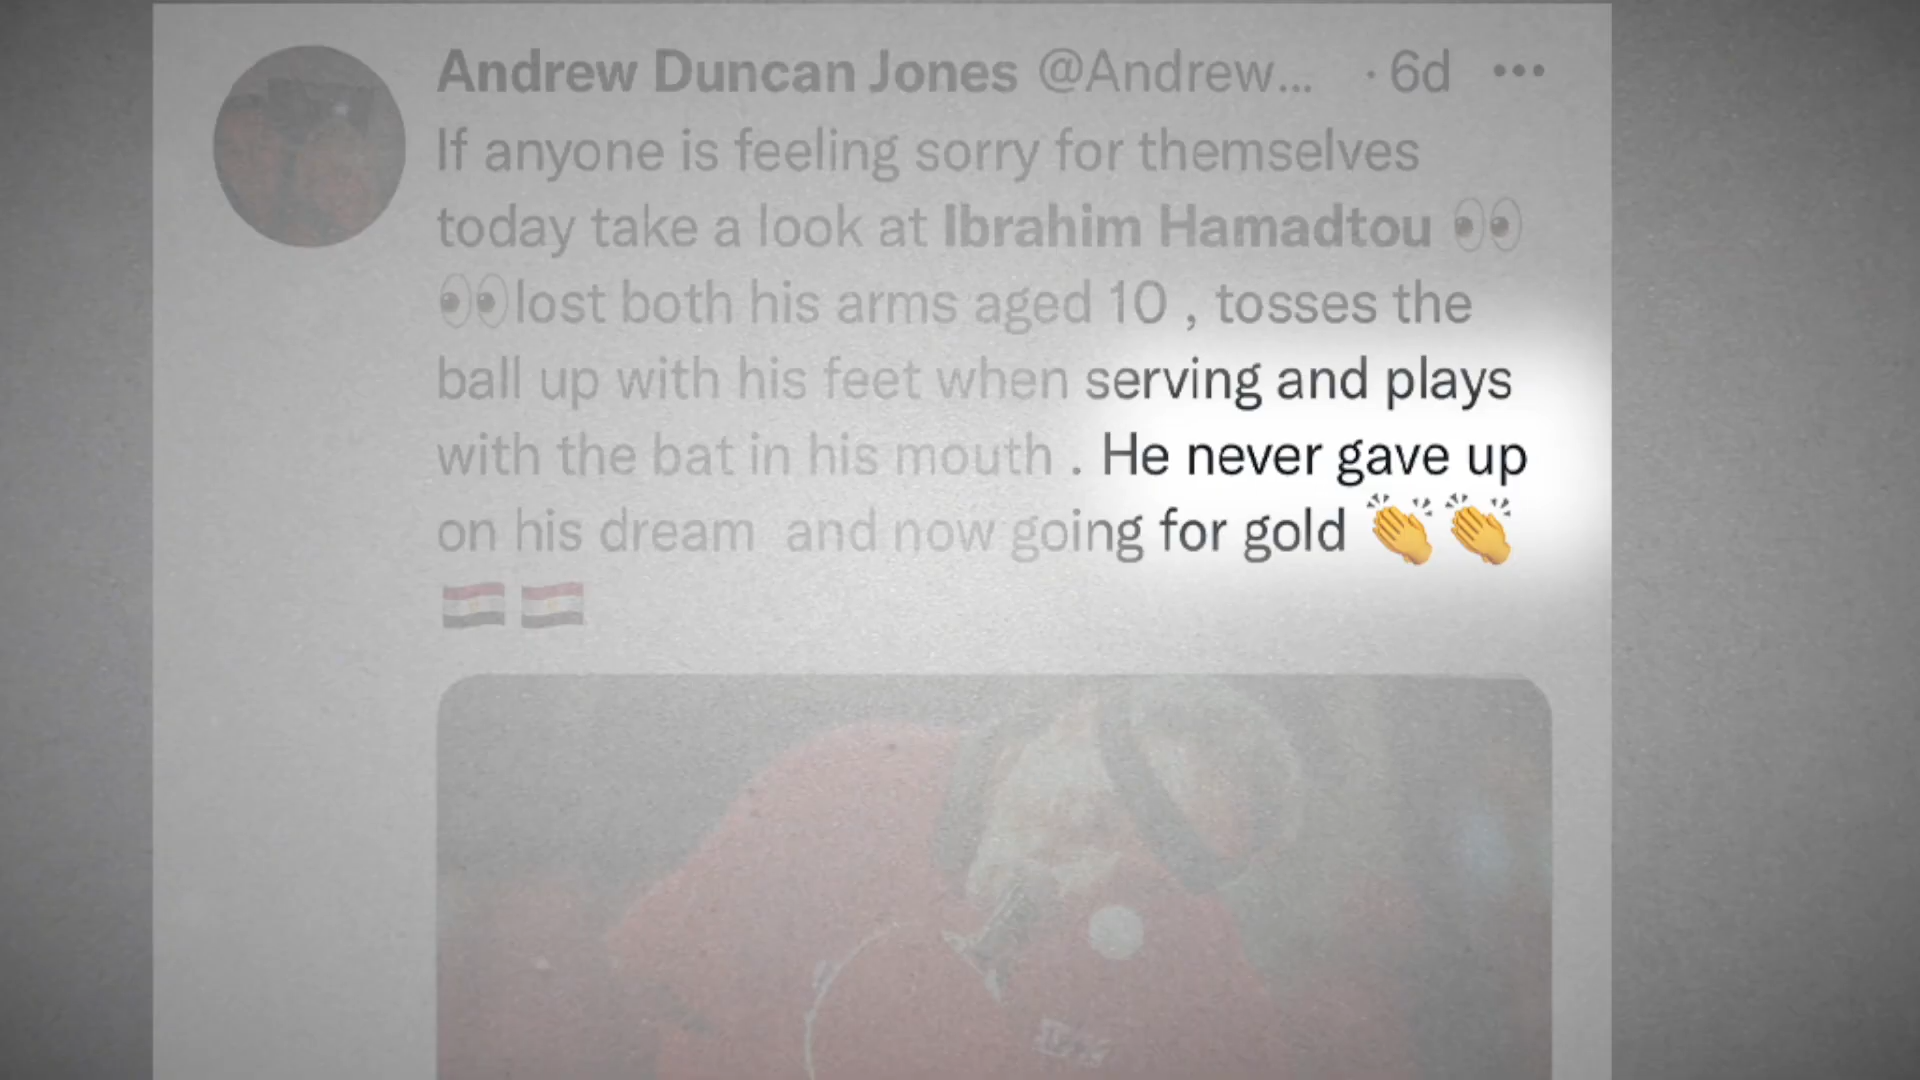 Andrew Duncan Jones @Andrew... · 6d •••
If anyone is feeling sorry for themselves
today take a look at Ibrahim Hamadtou 👀
👀lost both his arms aged 10 , tosses the
ball up with his feet when serving and plays
with the bat in his mouth . He never gave up
on his dream  and now going for gold 👏👏
🇪🇬🇪🇬